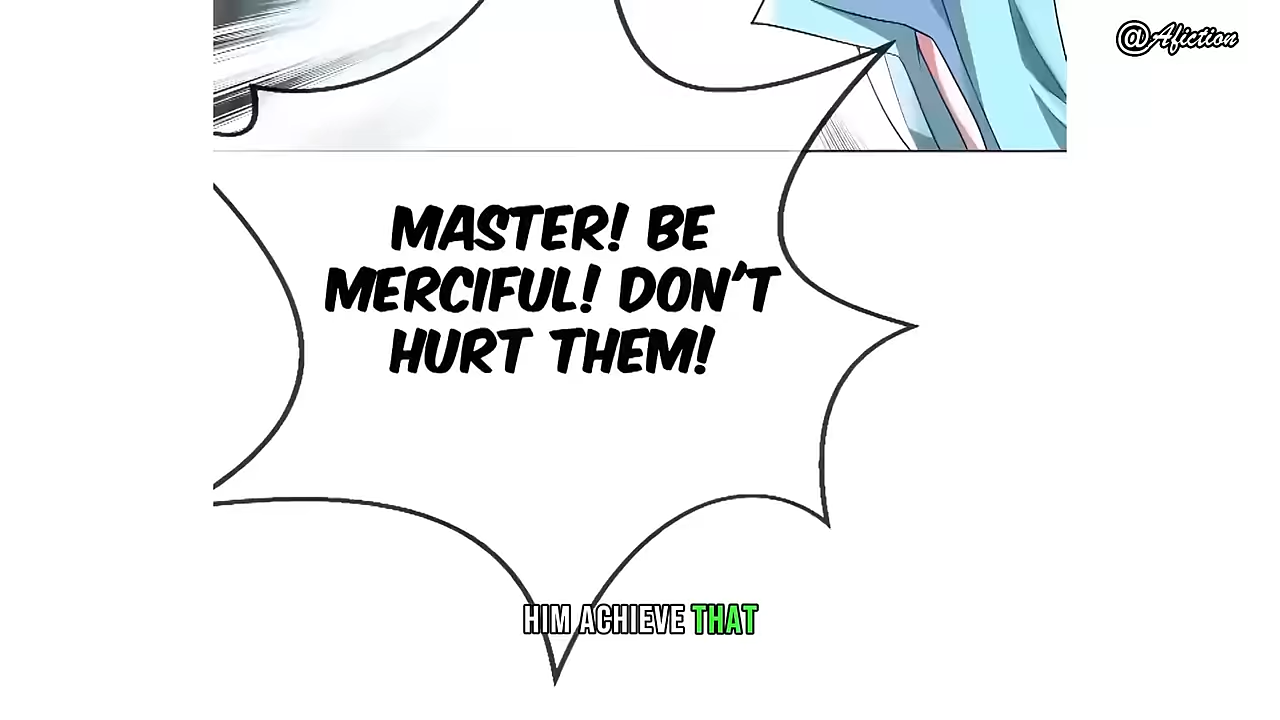 @Afiction
MASTER! BE
MERCIFUL! DON'T
HURT THEM!
HIM ACHIEVE THAT